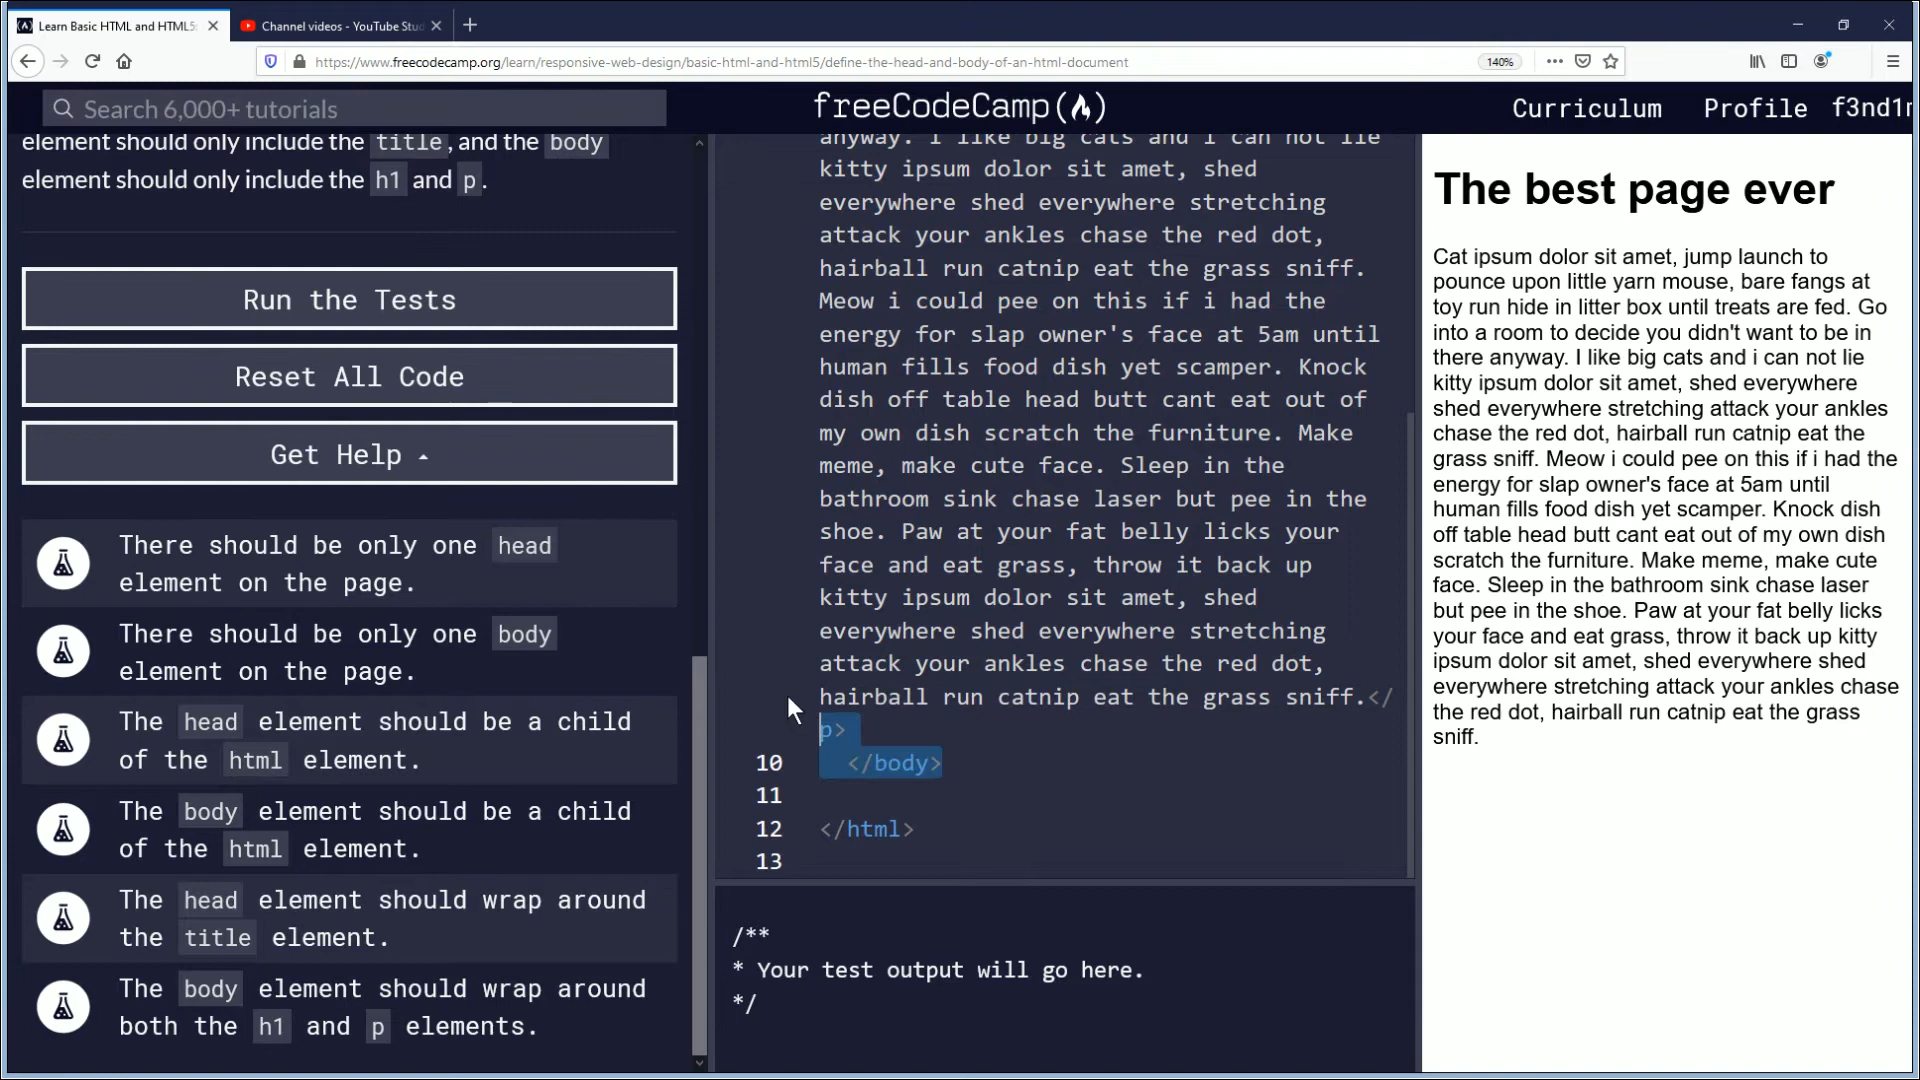 Learn Basic HTML and HTML5:
Channel videos - YouTube Stud
https://www.freecodecamp.org/learn/responsive-web-design/basic-html-and-html5/define-the-head-and-body-of-an-html-document
140%
Search 6,000+ tutorials
freeCodeCamp
Curriculum
Profile
f3nd1r
element should only include the title, and the body
element should only include the h1 and p.
Run the Tests
Reset All Code
Get Help
There should be only one head
element on the page.
There should be only one body
element on the page.
The head element should be a child
of the html element.
The body element should be a child
of the html element.
The head element should wrap around
the title element.
The body element should wrap around
both the h1 and p elements.
anyway. I like big cats and i can not lie
kitty ipsum dolor sit amet, shed
everywhere shed everywhere stretching
attack your ankles chase the red dot,
hairball run catnip eat the grass sniff.
Meow i could pee on this if i had the
energy for slap owner's face at 5am until
human fills food dish yet scamper. Knock
dish off table head butt cant eat out of
my own dish scratch the furniture. Make
meme, make cute face. Sleep in the
bathroom sink chase laser but pee in the
shoe. Paw at your fat belly licks your
face and eat grass, throw it back up
kitty ipsum dolor sit amet, shed
everywhere shed everywhere stretching
attack your ankles chase the red dot,
hairball run catnip eat the grass sniff.</
p>
10 </body>
11
12 </html>
13
/**
* Your test output will go here.
*/
The best page ever
Cat ipsum dolor sit amet, jump launch to
pounce upon little yarn mouse, bare fangs at
toy run hide in litter box until treats are fed. Go
into a room to decide you didn't want to be in
there anyway. I like big cats and i can not lie
kitty ipsum dolor sit amet, shed everywhere
shed everywhere stretching attack your ankles
chase the red dot, hairball run catnip eat the
grass sniff. Meow i could pee on this if i had the
energy for slap owner's face at 5am until
human fills food dish yet scamper. Knock dish
off table head butt cant eat out of my own dish
scratch the furniture. Make meme, make cute
face. Sleep in the bathroom sink chase laser
but pee in the shoe. Paw at your fat belly licks
your face and eat grass, throw it back up kitty
ipsum dolor sit amet, shed everywhere shed
everywhere stretching attack your ankles chase
the red dot, hairball run catnip eat the grass
sniff.